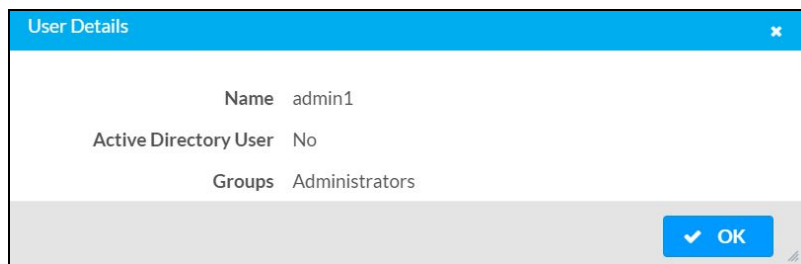 User Details
Name admin1
Active Directory User No
Groups Administrators
OK